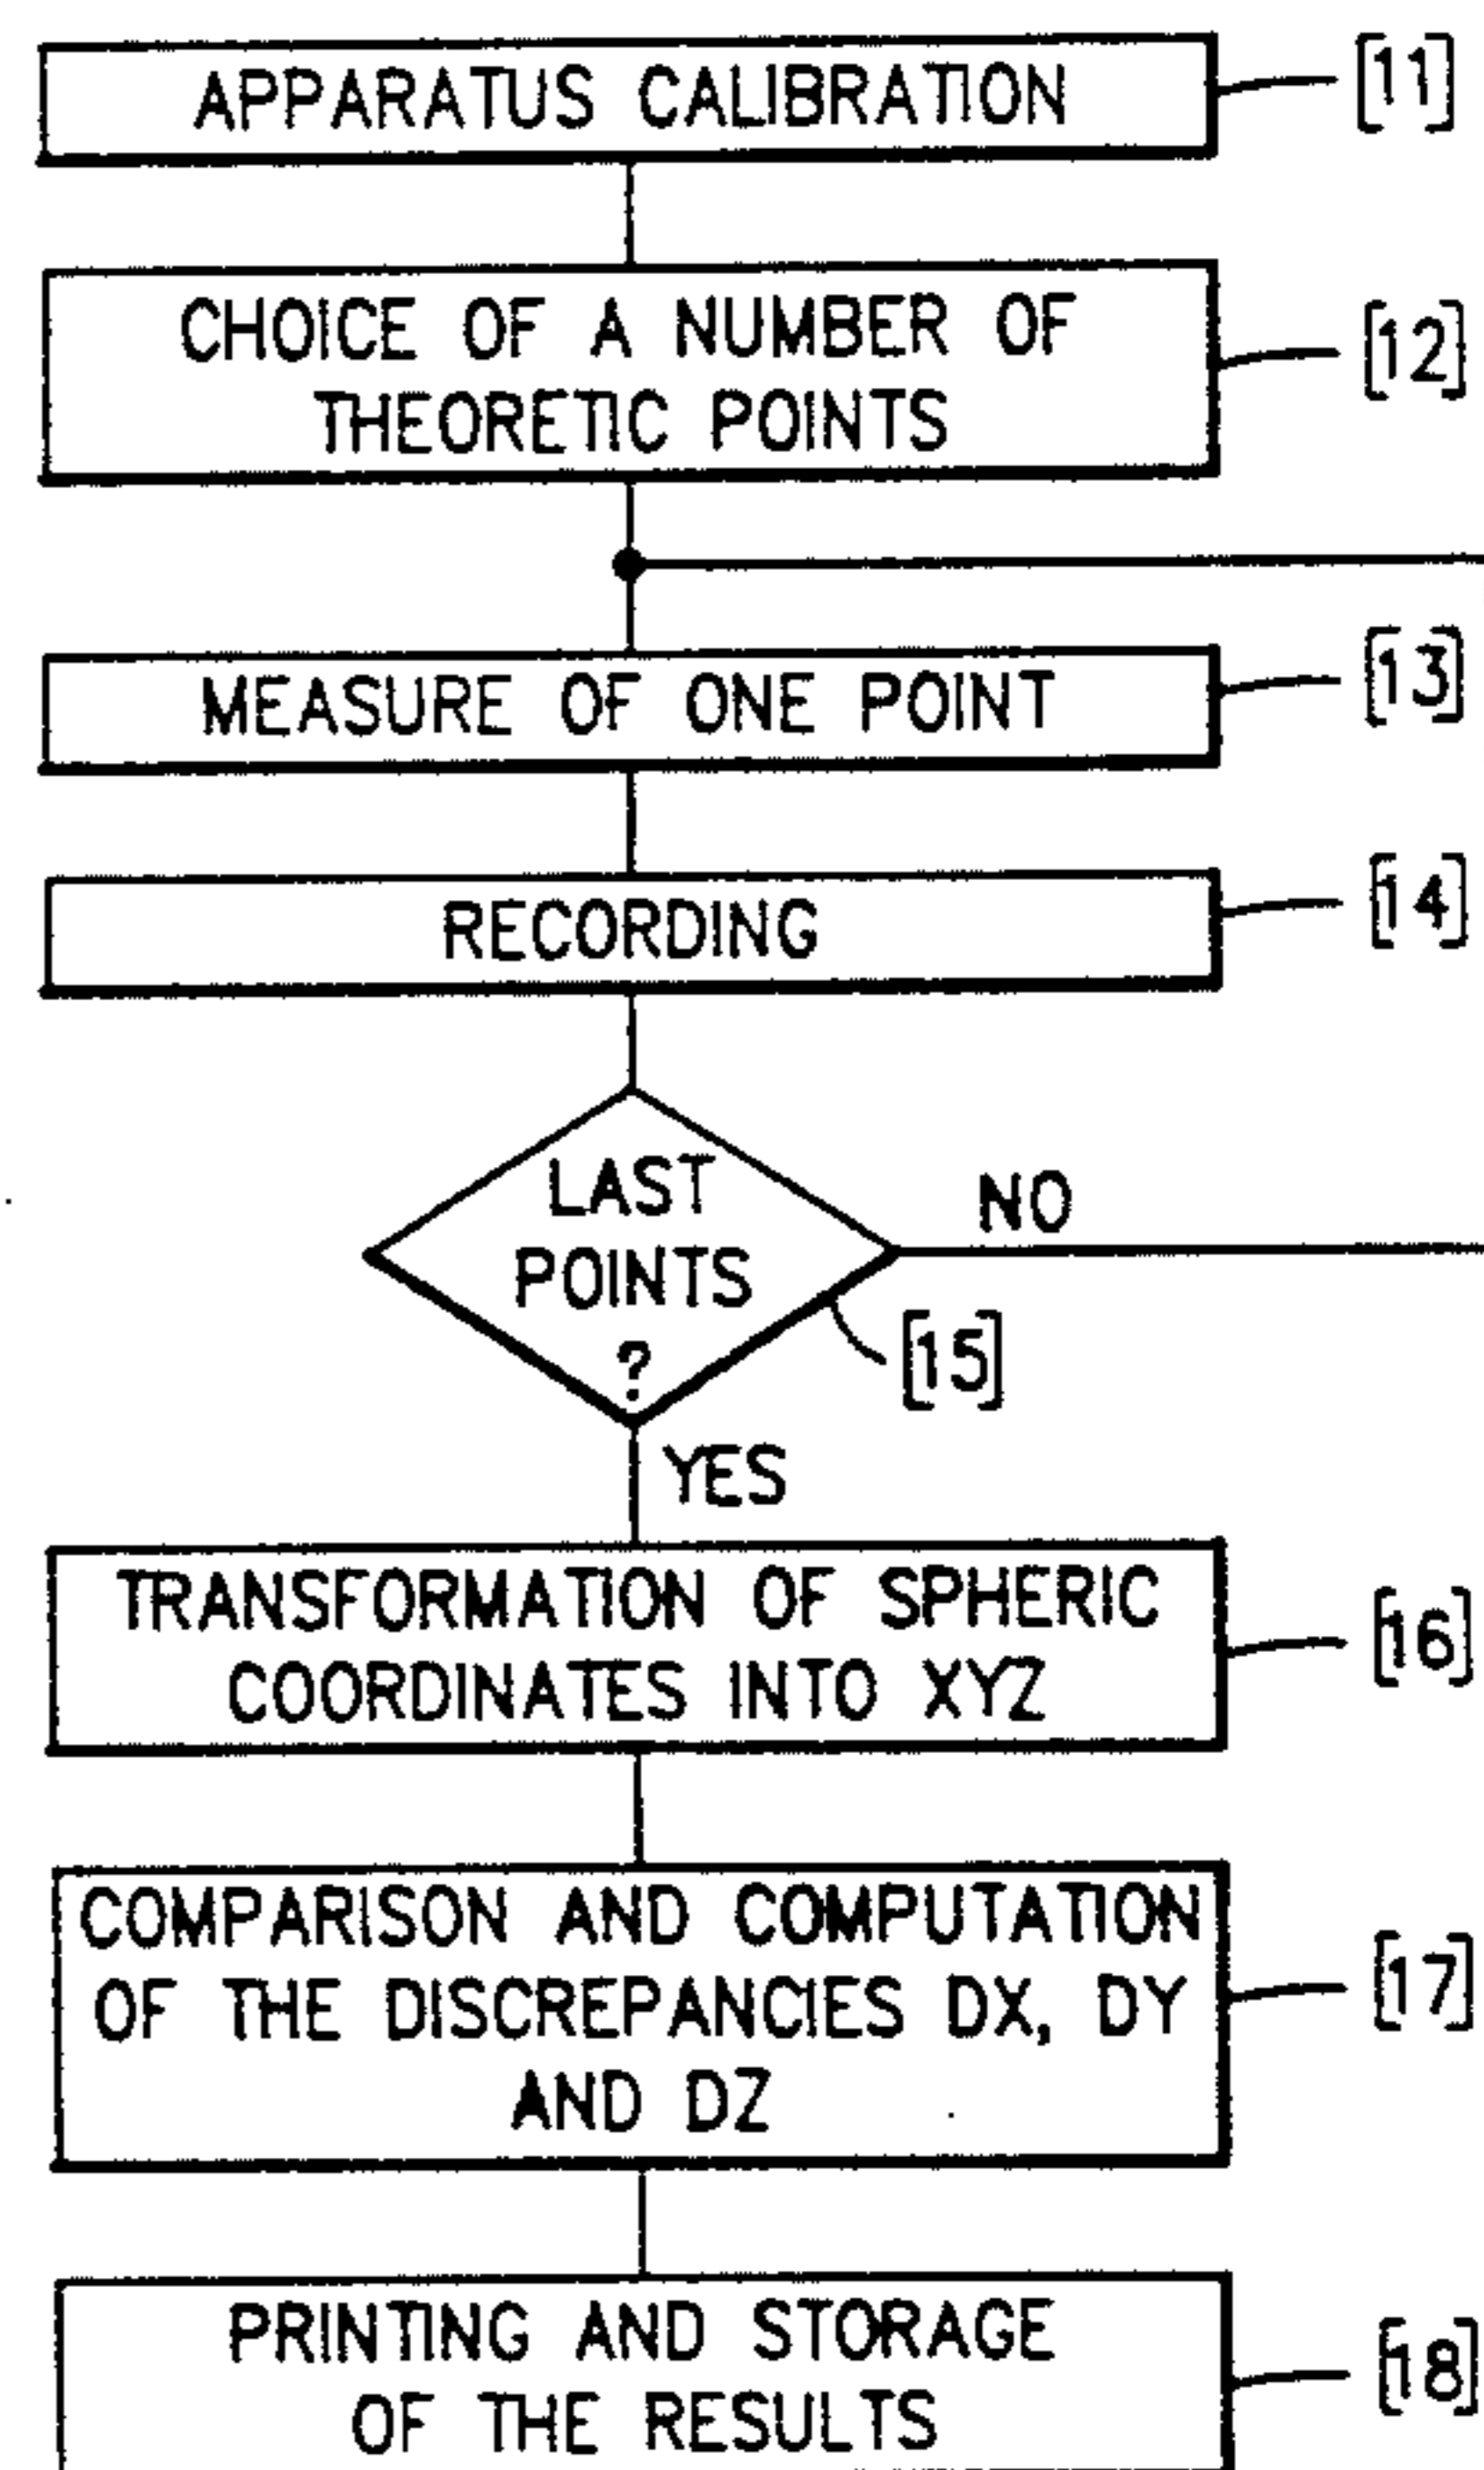 APPARATUS CALIBRATION
[11]
CHOICE OF A NUMBER OF
THEORETIC POINTS
[12]
MEASURE OF ONE POINT
[13]
RECORDING
[14]
LAST
POINTS
?
NO
[15]
YES
TRANSFORMATION OF SPHERIC
COORDINATES INTO XYZ
[16]
COMPARISON AND COMPUTATION
OF THE DISCREPANCIES DX, DY
AND DZ
[17]
PRINTING AND STORAGE
OF THE RESULTS
[18]